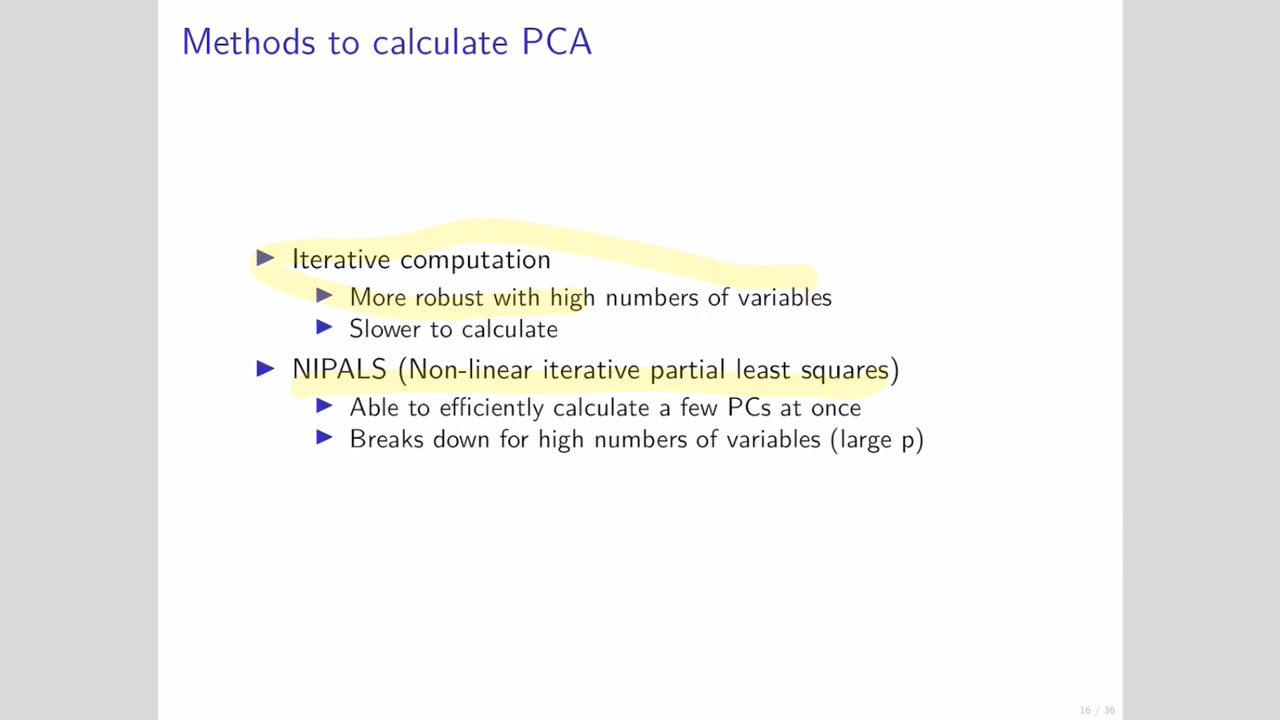 Methods to calculate PCA
▶ Iterative computation
▶ More robust with high numbers of variables
▶ Slower to calculate
▶ NIPALS (Non-linear iterative partial least squares)
▶ Able to efficiently calculate a few PCs at once
▶ Breaks down for high numbers of variables (large p)
16 / 36